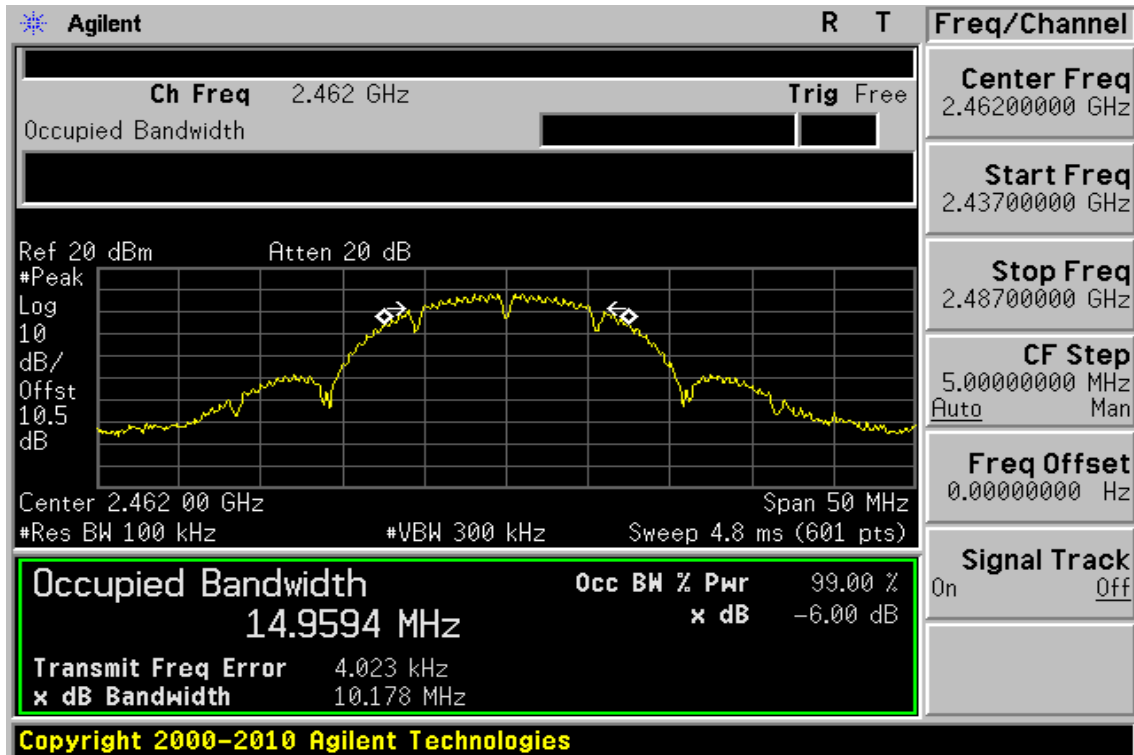 Agilent R T
Ch Freq 2.462 GHz Trig Free
Occupied Bandwidth
Ref 20 dBm Atten 20 dB
#Peak
Log
10
dB/
Offst
10.5
dB
Center 2.462 00 GHz Span 50 MHz
#Res BW 100 kHz #VBW 300 kHz Sweep 4.8 ms (601 pts)
Occupied Bandwidth Occ BW % Pwr 99.00 %
14.9594 MHz x dB -6.00 dB
Transmit Freq Error 4.023 kHz
x dB Bandwidth 10.178 MHz
Copyright 2000-2010 Agilent Technologies
Freq/Channel
Center Freq
2.46200000 GHz
Start Freq
2.43700000 GHz
Stop Freq
2.48700000 GHz
CF Step
5.00000000 MHz
Auto Man
Freq Offset
0.00000000 Hz
Signal Track
On Off